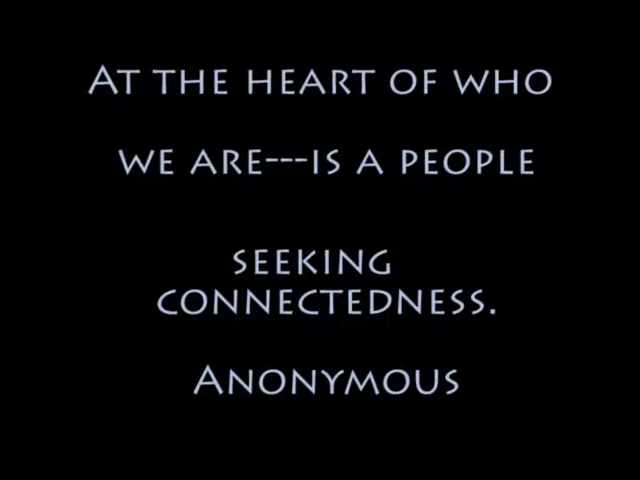 At the heart of who
we are---is a people
seeking
connectedness.
Anonymous